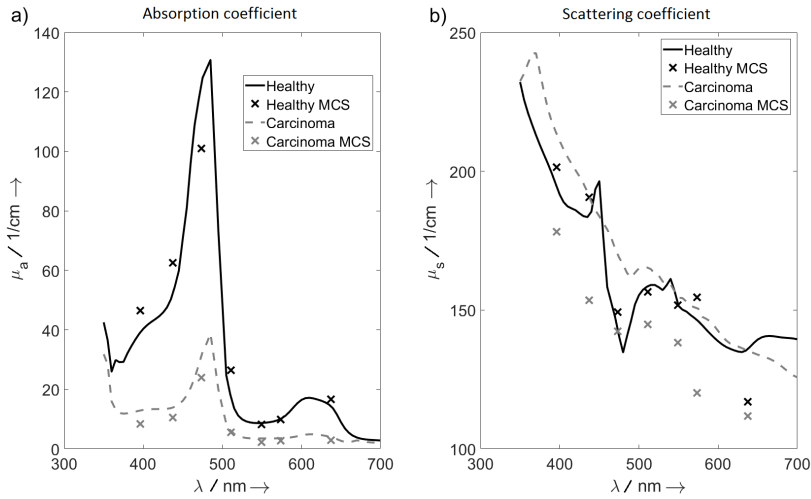 a)
Absorption coefficient
140
120
100
80
60
40
20
0
300
400
500
600
700
μa / 1/cm →
λ / nm →
Healthy
Healthy MCS
Carcinoma
Carcinoma MCS
b)
Scattering coefficient
250
200
150
100
300
400
500
600
700
μs / 1/cm →
λ / nm →
Healthy
Healthy MCS
Carcinoma
Carcinoma MCS